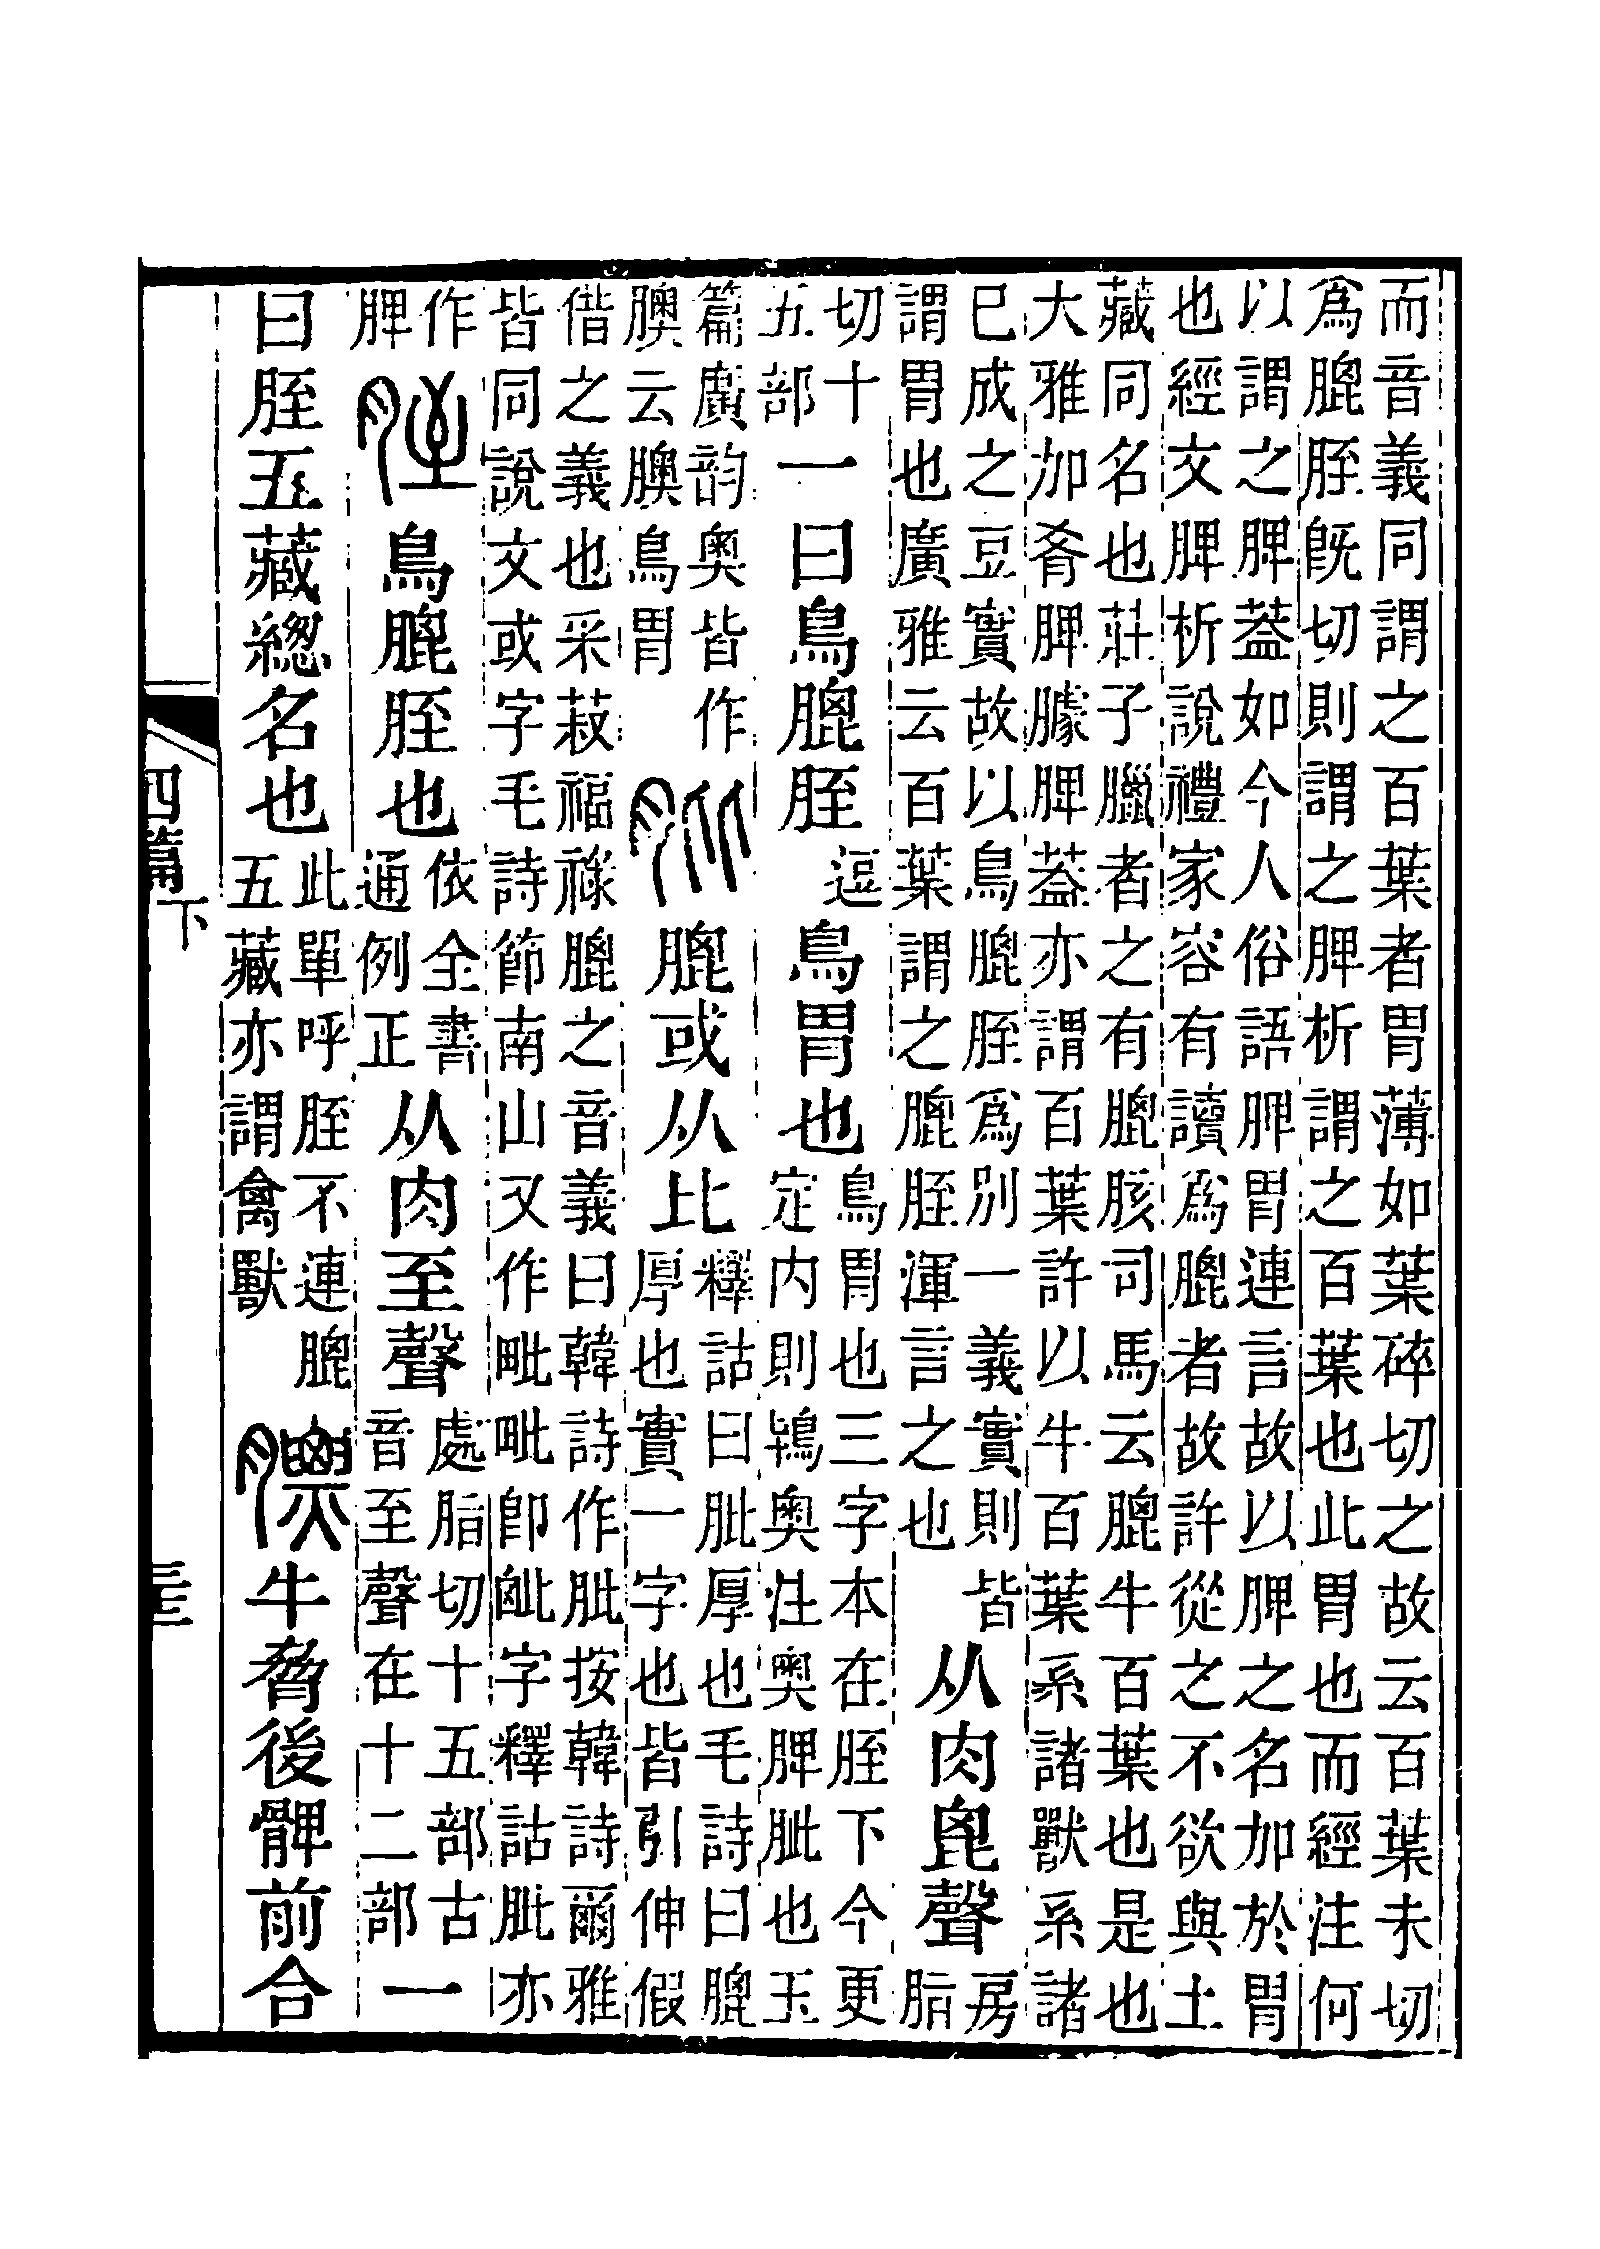 而音義同謂之百葉者胃薄如葉碎切之故云百葉未切
爲膍胵旣切則謂之脾析謂之百葉也此胃也而經注何
以謂之脾葢如今人俗語脾胃連言故以脾之名加於胃
也經文脾析說禮家容有讀爲膍者故許從之不欲與土
藏同名也莊子臘者之有膍胲司馬云膍牛百葉也是也
大雅加肴脾臄脾葢亦謂百葉許以牛百葉系諸獸系諸
巳成之豆實故以鳥膍胵爲別一義實則皆
謂胃也廣雅云百葉謂之膍胵渾言之也
从肉毘聲
房
脂
切十
五部
一曰鳥膍胵
逗
鳥胃也
鳥胃也三字本在胵下今更
定内則鴇奥注奥脾肶也玉
篇廣韵奥皆作
䐿云䐿鳥胃
肶膍或从比
釋詁曰肶厚也毛詩曰膍
厚也實一字也皆引伸假
偕之義也采菽福祿膍之音義曰韓詩作肶按韓詩爾雅
皆同說文或字毛詩節南山又作毗毗卽𣬉字釋詁肶亦
作
脾
胵鳥膍胵也
依全書
通例正
从肉至聲
處脂切十五部古
音至聲在十二部
一
曰胵五藏緫名也
此單呼胵不連膍
五藏亦謂禽獸
膘牛脅後髀前合
四篇下